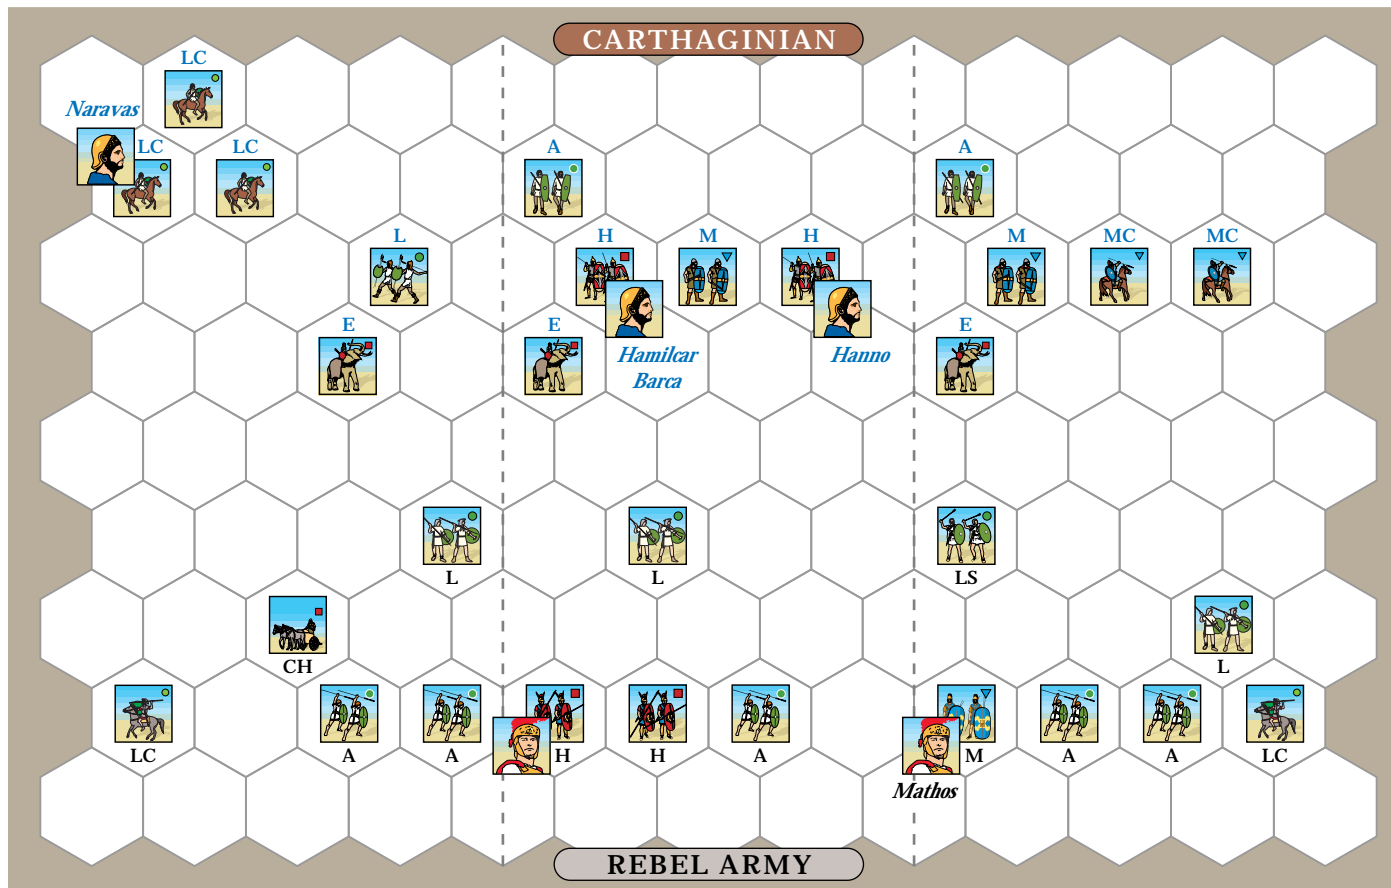 CARTHAGINIAN
LC
Naravas
LC
LC
A
A
L
H
M
H
M
MC
MC
E
E
E
Hamilcar
Barca
Hanno
L
L
LS
CH
L
LC
A
A
H
H
A
M
A
A
LC
Mathos
REBEL ARMY